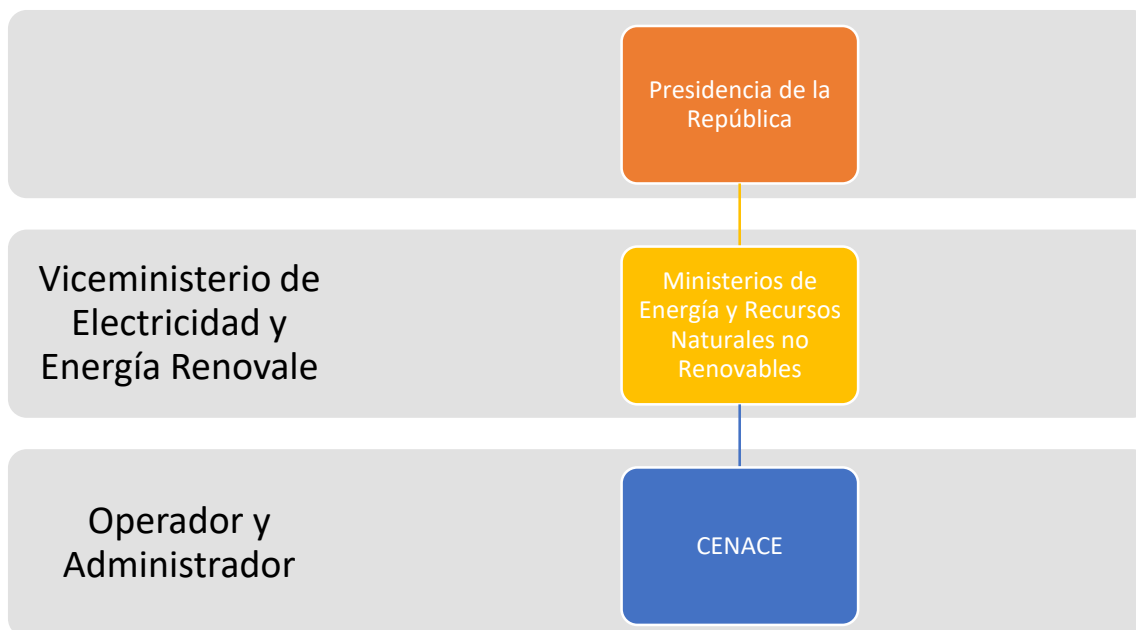 Presidencia de la
República
Viceministerio de
Electricidad y
Energía Renovale
Ministerios de
Energía y Recursos
Naturales no
Renovables
Operador y
Administrador
CENACE